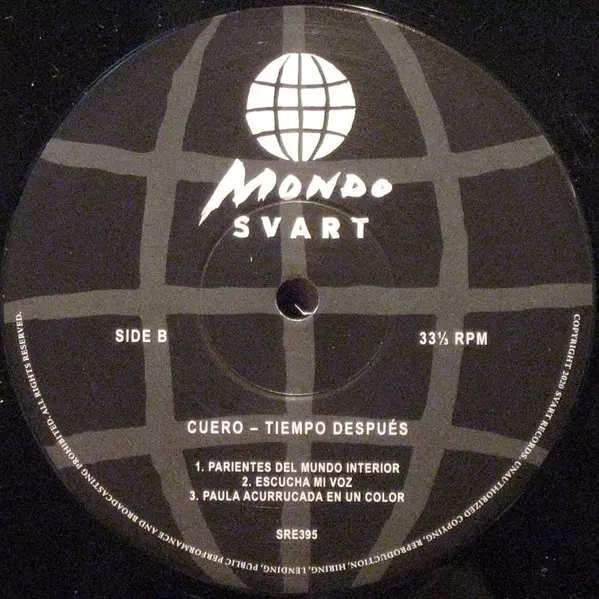 MONDO
SVART
SIDE B
33⅓ RPM
CUERO – TIEMPO DESPUÉS
1. PARIENTES DEL MUNDO INTERIOR
2. ESCUCHA MI VOZ
3. PAULA ACURRUCADA EN UN COLOR
SRE395
COPYRIGHT 2020 SVART RECORDS. UNAUTHORIZED COPYING, REPRODUCTION, HIRING, LENDING, PUBLIC PERFORMANCE AND BROADCASTING PROHIBITED. ALL RIGHTS RESERVED.